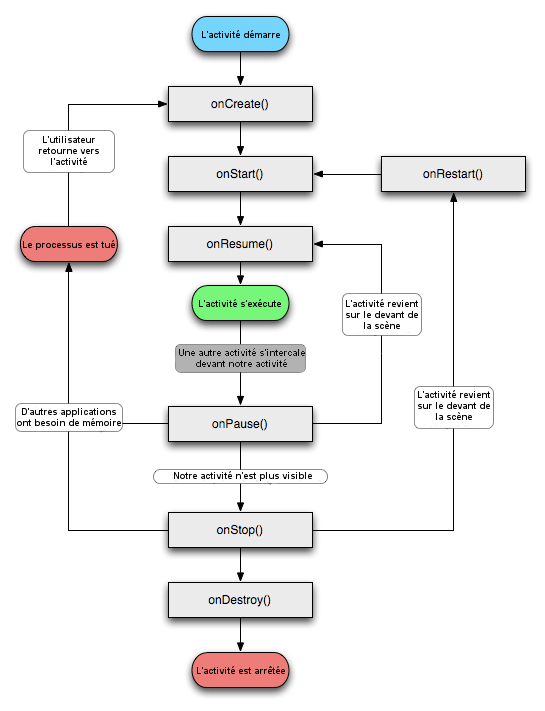 L'activité démarre
onCreate()
L'utilisateur
retourne vers
l'activité
onStart()
onRestart()
Le processus est tué
onResume()
L'activité s'exécute
L'activité revient
sur le devant de
la scène
Une autre activité s'intercale
devant notre activité
D'autres applications
ont besoin de mémoire
onPause()
L'activité revient
sur le devant de
la scène
Notre activité n'est plus visible
onStop()
onDestroy()
L'activité est arrêtée